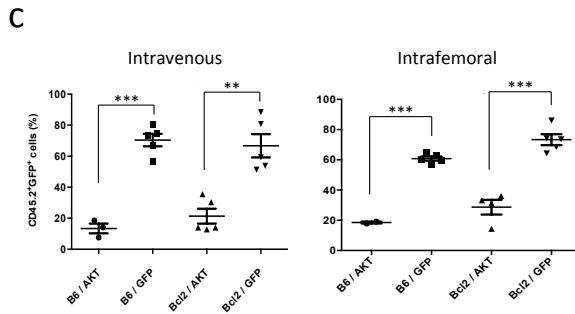 C
Intravenous
CD45.2⁺GFP⁺ cells (%)
100
80
60
40
20
0
***
**
B6 / AKT
B6 / GFP
Bcl2 / AKT
Bcl2 / GFP
Intrafemoral
100
80
60
40
20
0
***
***
B6 / AKT
B6 / GFP
Bcl2 / AKT
Bcl2 / GFP